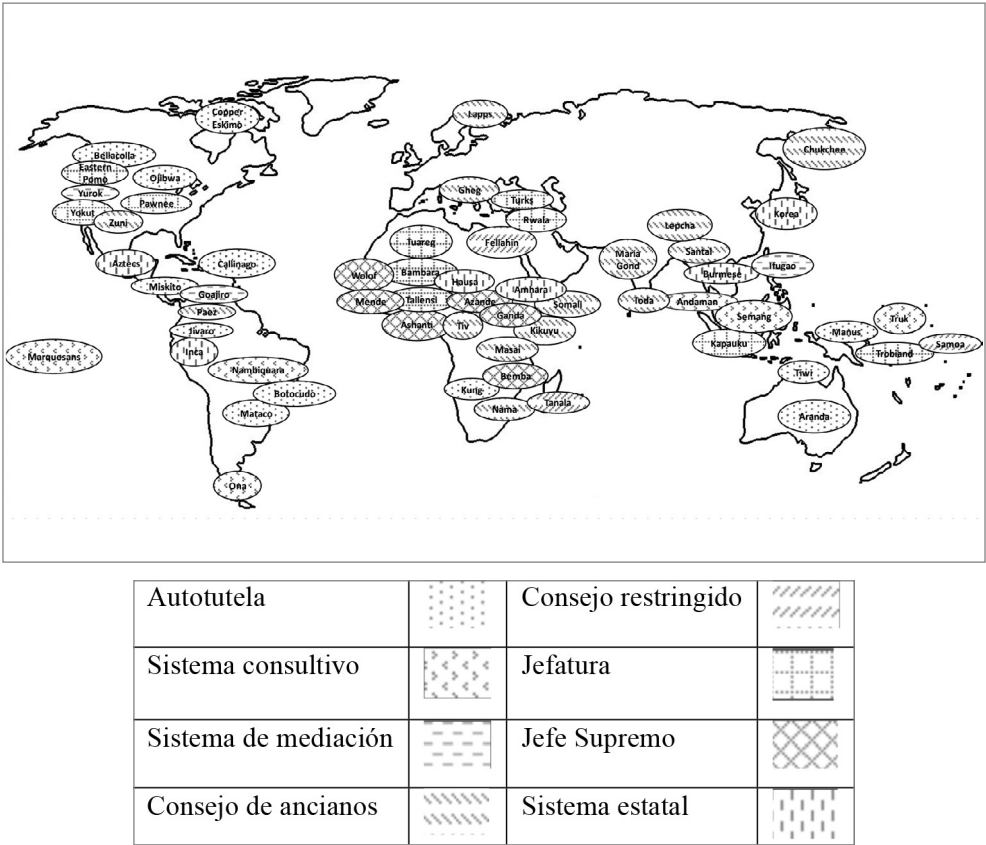 Copper
Eskimo
Lapps
Chukchee
Bellacolla
Eastern
Pomo
Ojibwa
Yurok
Yokut
Pawnee
Zuni
Gheg
Turks
Rwala
Korea
Lepcha
Santal
Aztecs
Callinago
Tuareg
Fellahin
Maria
Gond
Burmese
Ifugao
Miskito
Goajiro
Wolof
Bambara
Hausa
Amhara
Paez
Mende
Tallensi
Azande
Somali
Toda
Andaman
Semang
Truk
Jivaro
Ashanti
Tiv
Ganda
Kikuyu
Manus
Marquosans
Inca
Masai
Kapauku
Trobiand
Samoa
Nambiquara
Bemba
Tiwi
Botocudo
Kung
Tanala
Mataco
Nama
Aranda
Ona
Autotutela
Consejo restringido
Sistema consultivo
Jefatura
Sistema de mediación
Jefe Supremo
Consejo de ancianos
Sistema estatal